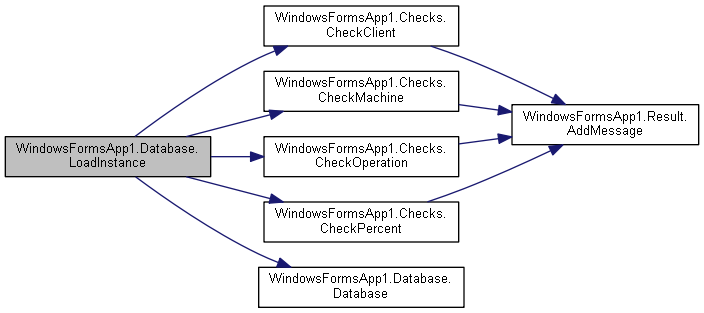 WindowsFormsApp1.Database.
LoadInstance
WindowsFormsApp1.Checks.
CheckClient
WindowsFormsApp1.Checks.
CheckMachine
WindowsFormsApp1.Checks.
CheckOperation
WindowsFormsApp1.Checks.
CheckPercent
WindowsFormsApp1.Database.
Database
WindowsFormsApp1.Result.
AddMessage